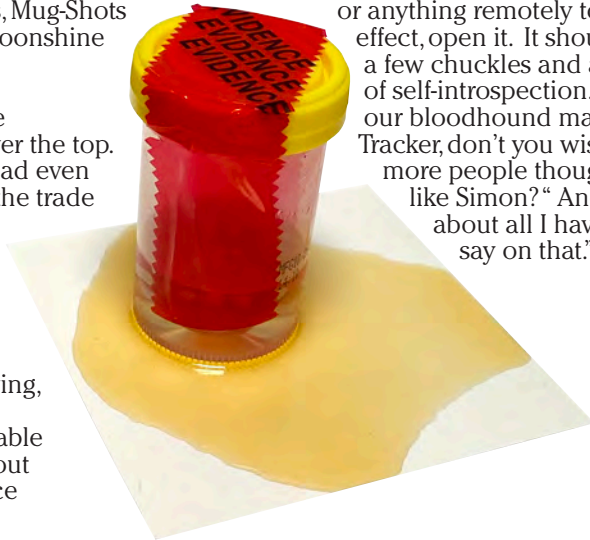 , Mug-Shots
oonshine
e
er the top.
ad even
he trade
ing,
able
out
ce
EVIDENCE
EVIDENCE
EVIDENCE
or anything remotely to
effect, open it. It shou
a few chuckles and a
of self-introspection.
our bloodhound ma
Tracker, don't you wis
more people thoug
like Simon? “ An
about all I hav
say on that.”